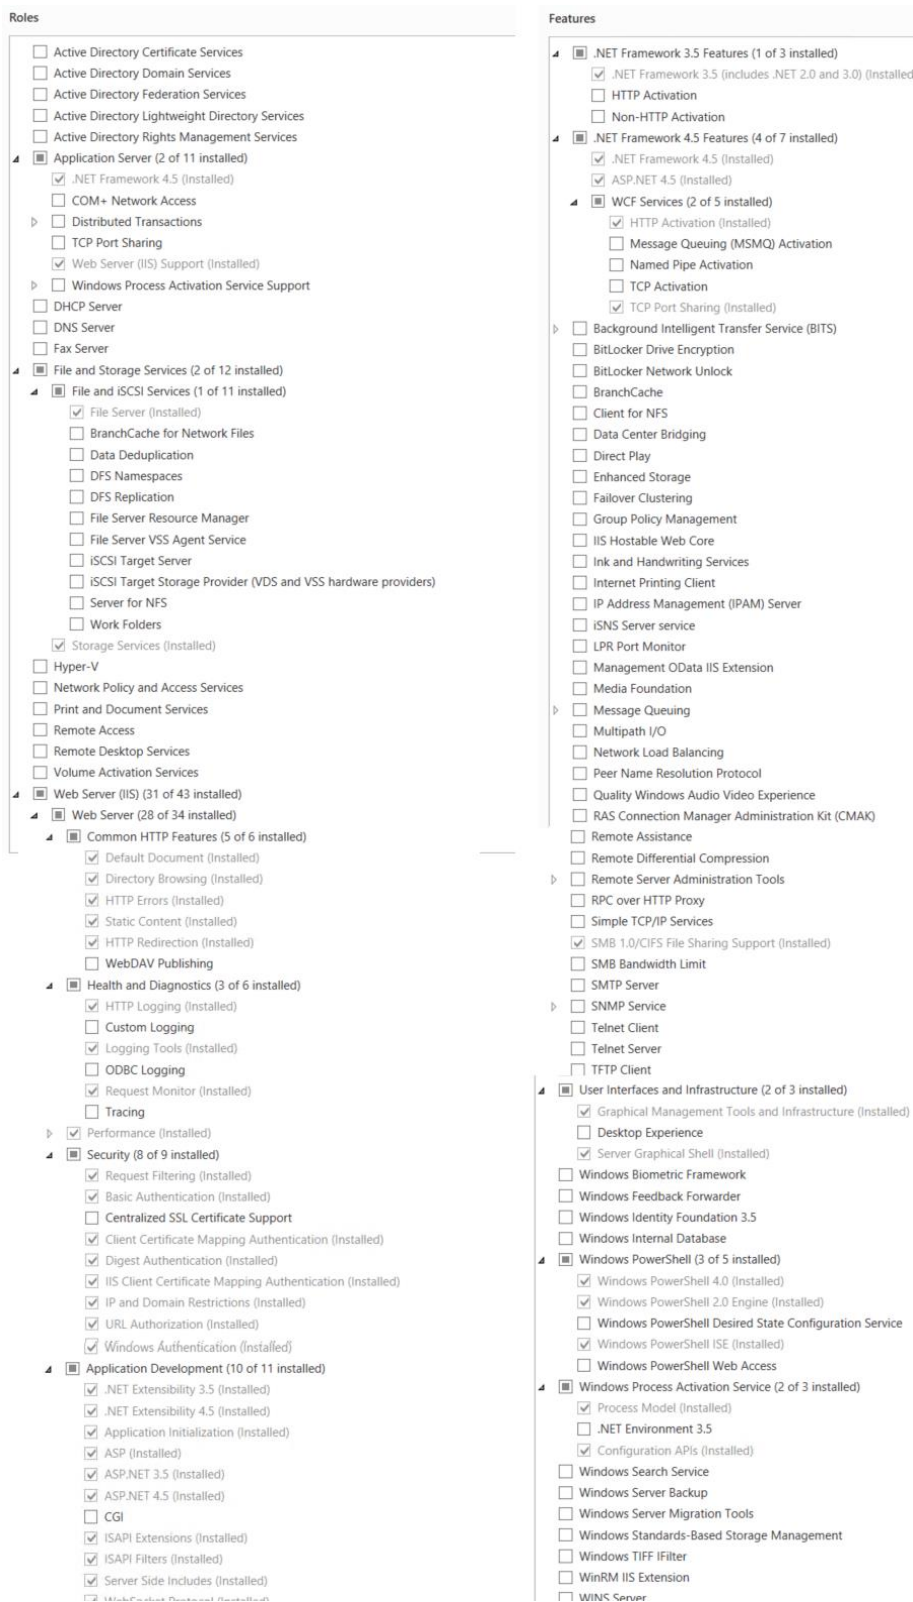 Roles
Active Directory Certificate Services
Active Directory Domain Services
Active Directory Federation Services
Active Directory Lightweight Directory Services
Active Directory Rights Management Services
Application Server (2 of 11 installed)
.NET Framework 4.5 (Installed)
COM+ Network Access
Distributed Transactions
TCP Port Sharing
Web Server (IIS) Support (Installed)
Windows Process Activation Service Support
DHCP Server
DNS Server
Fax Server
File and Storage Services (2 of 12 installed)
File and iSCSI Services (1 of 11 installed)
File Server (Installed)
BranchCache for Network Files
Data Deduplication
DFS Namespaces
DFS Replication
File Server Resource Manager
File Server VSS Agent Service
iSCSI Target Server
iSCSI Target Storage Provider (VDS and VSS hardware providers)
Server for NFS
Work Folders
Storage Services (Installed)
Hyper-V
Network Policy and Access Services
Print and Document Services
Remote Access
Remote Desktop Services
Volume Activation Services
Web Server (IIS) (31 of 43 installed)
Web Server (28 of 34 installed)
Common HTTP Features (5 of 6 installed)
Default Document (Installed)
Directory Browsing (Installed)
HTTP Errors (Installed)
Static Content (Installed)
HTTP Redirection (Installed)
WebDAV Publishing
Health and Diagnostics (3 of 6 installed)
HTTP Logging (Installed)
Custom Logging
Logging Tools (Installed)
ODBC Logging
Request Monitor (Installed)
Tracing
Performance (Installed)
Security (8 of 9 installed)
Request Filtering (Installed)
Basic Authentication (Installed)
Centralized SSL Certificate Support
Client Certificate Mapping Authentication (Installed)
Digest Authentication (Installed)
IIS Client Certificate Mapping Authentication (Installed)
IP and Domain Restrictions (Installed)
URL Authorization (Installed)
Windows Authentication (Installed)
Application Development (10 of 11 installed)
.NET Extensibility 3.5 (Installed)
.NET Extensibility 4.5 (Installed)
Application Initialization (Installed)
ASP (Installed)
ASP.NET 3.5 (Installed)
ASP.NET 4.5 (Installed)
CGI
ISAPI Extensions (Installed)
ISAPI Filters (Installed)
Server Side Includes (Installed)
WebSocket Protocol (Installed)
Features
.NET Framework 3.5 Features (1 of 3 installed)
.NET Framework 3.5 (includes .NET 2.0 and 3.0) (Installed
HTTP Activation
Non-HTTP Activation
.NET Framework 4.5 Features (4 of 7 installed)
.NET Framework 4.5 (Installed)
ASP.NET 4.5 (Installed)
WCF Services (2 of 5 installed)
HTTP Activation (Installed)
Message Queuing (MSMQ) Activation
Named Pipe Activation
TCP Activation
TCP Port Sharing (Installed)
Background Intelligent Transfer Service (BITS)
BitLocker Drive Encryption
BitLocker Network Unlock
BranchCache
Client for NFS
Data Center Bridging
Direct Play
Enhanced Storage
Failover Clustering
Group Policy Management
IIS Hostable Web Core
Ink and Handwriting Services
Internet Printing Client
IP Address Management (IPAM) Server
iSNS Server service
LPR Port Monitor
Management OData IIS Extension
Media Foundation
Message Queuing
Multipath I/O
Network Load Balancing
Peer Name Resolution Protocol
Quality Windows Audio Video Experience
RAS Connection Manager Administration Kit (CMAK)
Remote Assistance
Remote Differential Compression
Remote Server Administration Tools
RPC over HTTP Proxy
Simple TCP/IP Services
SMB 1.0/CIFS File Sharing Support (Installed)
SMB Bandwidth Limit
SMTP Server
SNMP Service
Telnet Client
Telnet Server
TFTP Client
User Interfaces and Infrastructure (2 of 3 installed)
Graphical Management Tools and Infrastructure (Installed)
Desktop Experience
Server Graphical Shell (Installed)
Windows Biometric Framework
Windows Feedback Forwarder
Windows Identity Foundation 3.5
Windows Internal Database
Windows PowerShell (3 of 5 installed)
Windows PowerShell 4.0 (Installed)
Windows PowerShell 2.0 Engine (Installed)
Windows PowerShell Desired State Configuration Service
Windows PowerShell ISE (Installed)
Windows PowerShell Web Access
Windows Process Activation Service (2 of 3 installed)
Process Model (Installed)
.NET Environment 3.5
Configuration APIs (Installed)
Windows Search Service
Windows Server Backup
Windows Server Migration Tools
Windows Standards-Based Storage Management
Windows TIFF IFilter
WinRM IIS Extension
WINS Server